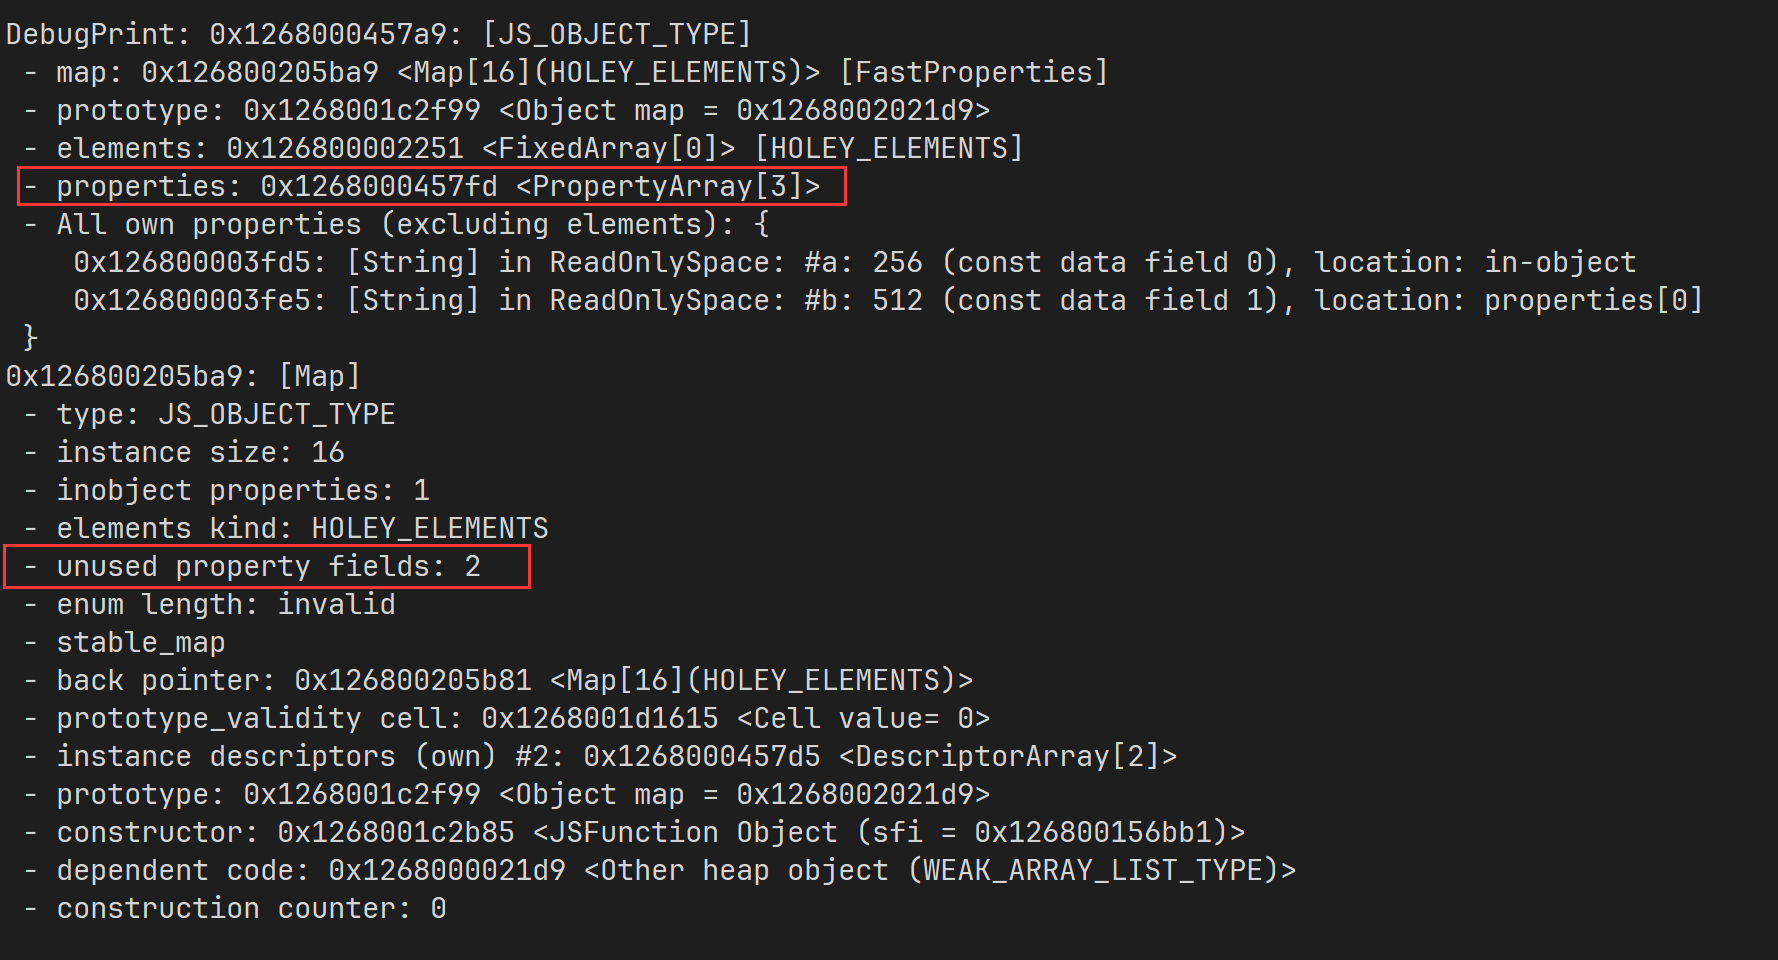 DebugPrint: 0x1268000457a9: [JS_OBJECT_TYPE]
- map: 0x126800205ba9 <Map[16](HOLEY_ELEMENTS)> [FastProperties]
- prototype: 0x1268001c2f99 <Object map = 0x1268002021d9>
- elements: 0x126800002251 <FixedArray[0]> [HOLEY_ELEMENTS]
- properties: 0x1268000457fd <PropertyArray[3]>
- All own properties (excluding elements): {
0x126800003fd5: [String] in ReadOnlySpace: #a: 256 (const data field 0), location: in-object
0x126800003fe5: [String] in ReadOnlySpace: #b: 512 (const data field 1), location: properties[0]
}
0x126800205ba9: [Map]
- type: JS_OBJECT_TYPE
- instance size: 16
- inobject properties: 1
- elements kind: HOLEY_ELEMENTS
- unused property fields: 2
- enum length: invalid
- stable_map
- back pointer: 0x126800205b81 <Map[16](HOLEY_ELEMENTS)>
- prototype_validity cell: 0x1268001d1615 <Cell value= 0>
- instance descriptors (own) #2: 0x1268000457d5 <DescriptorArray[2]>
- prototype: 0x1268001c2f99 <Object map = 0x1268002021d9>
- constructor: 0x1268001c2b85 <JSFunction Object (sfi = 0x126800156bb1)>
- dependent code: 0x1268000021d9 <Other heap object (WEAK_ARRAY_LIST_TYPE)>
- construction counter: 0